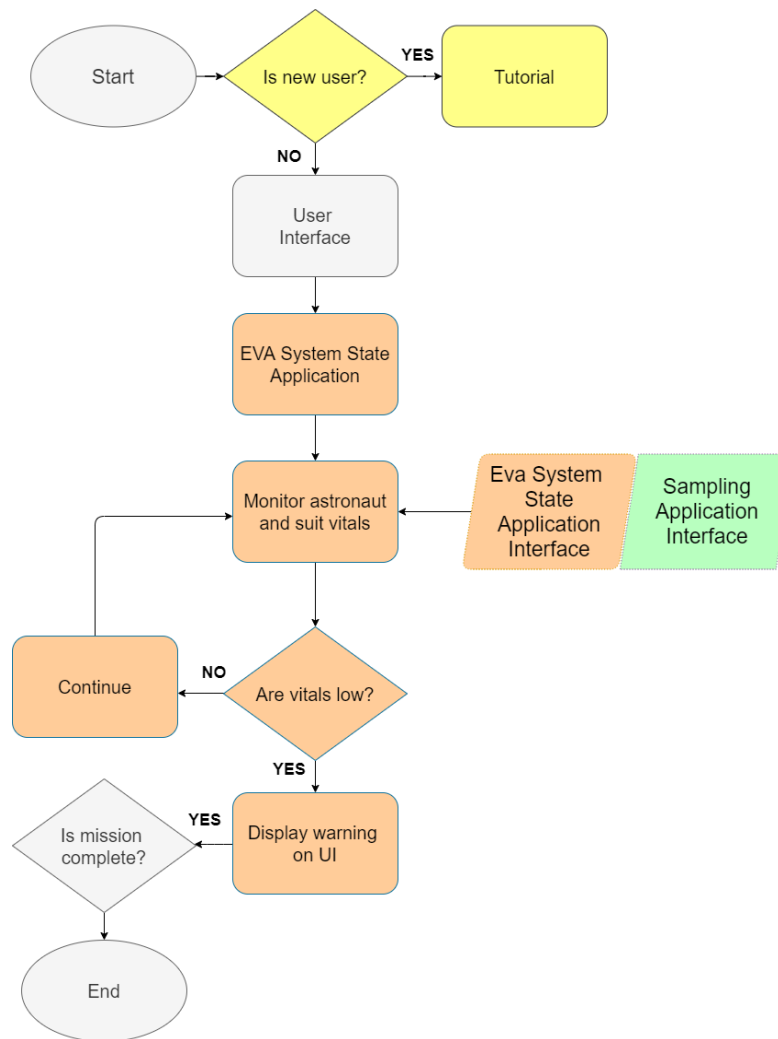 Start
Is new user?
YES
Tutorial
NO
User
Interface
EVA System State
Application
Monitor astronaut
and suit vitals
Eva System
State
Application
Interface
Sampling
Application
Interface
Continue
NO
Are vitals low?
YES
Is mission
complete?
YES
Display warning
on UI
End